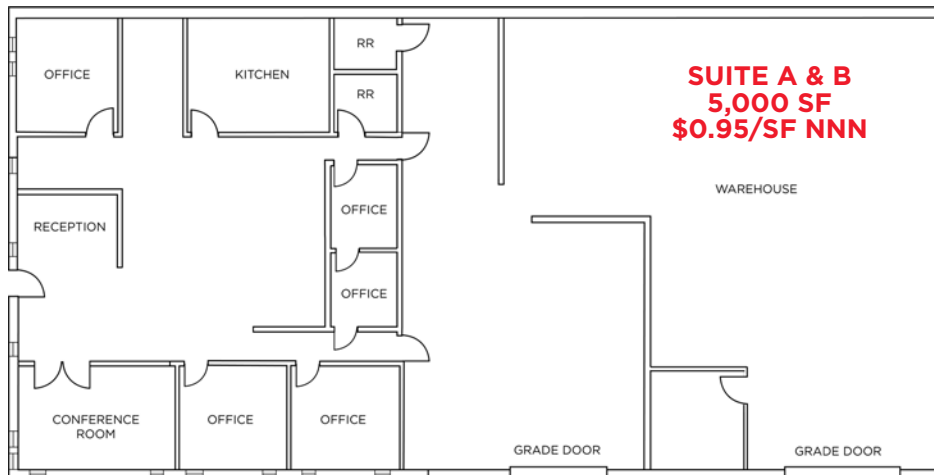 OFFICE
KITCHEN
RR
RR
SUITE A & B
5,000 SF
$0.95/SF NNN
WAREHOUSE
OFFICE
RECEPTION
OFFICE
CONFERENCE
ROOM
OFFICE
OFFICE
GRADE DOOR
GRADE DOOR